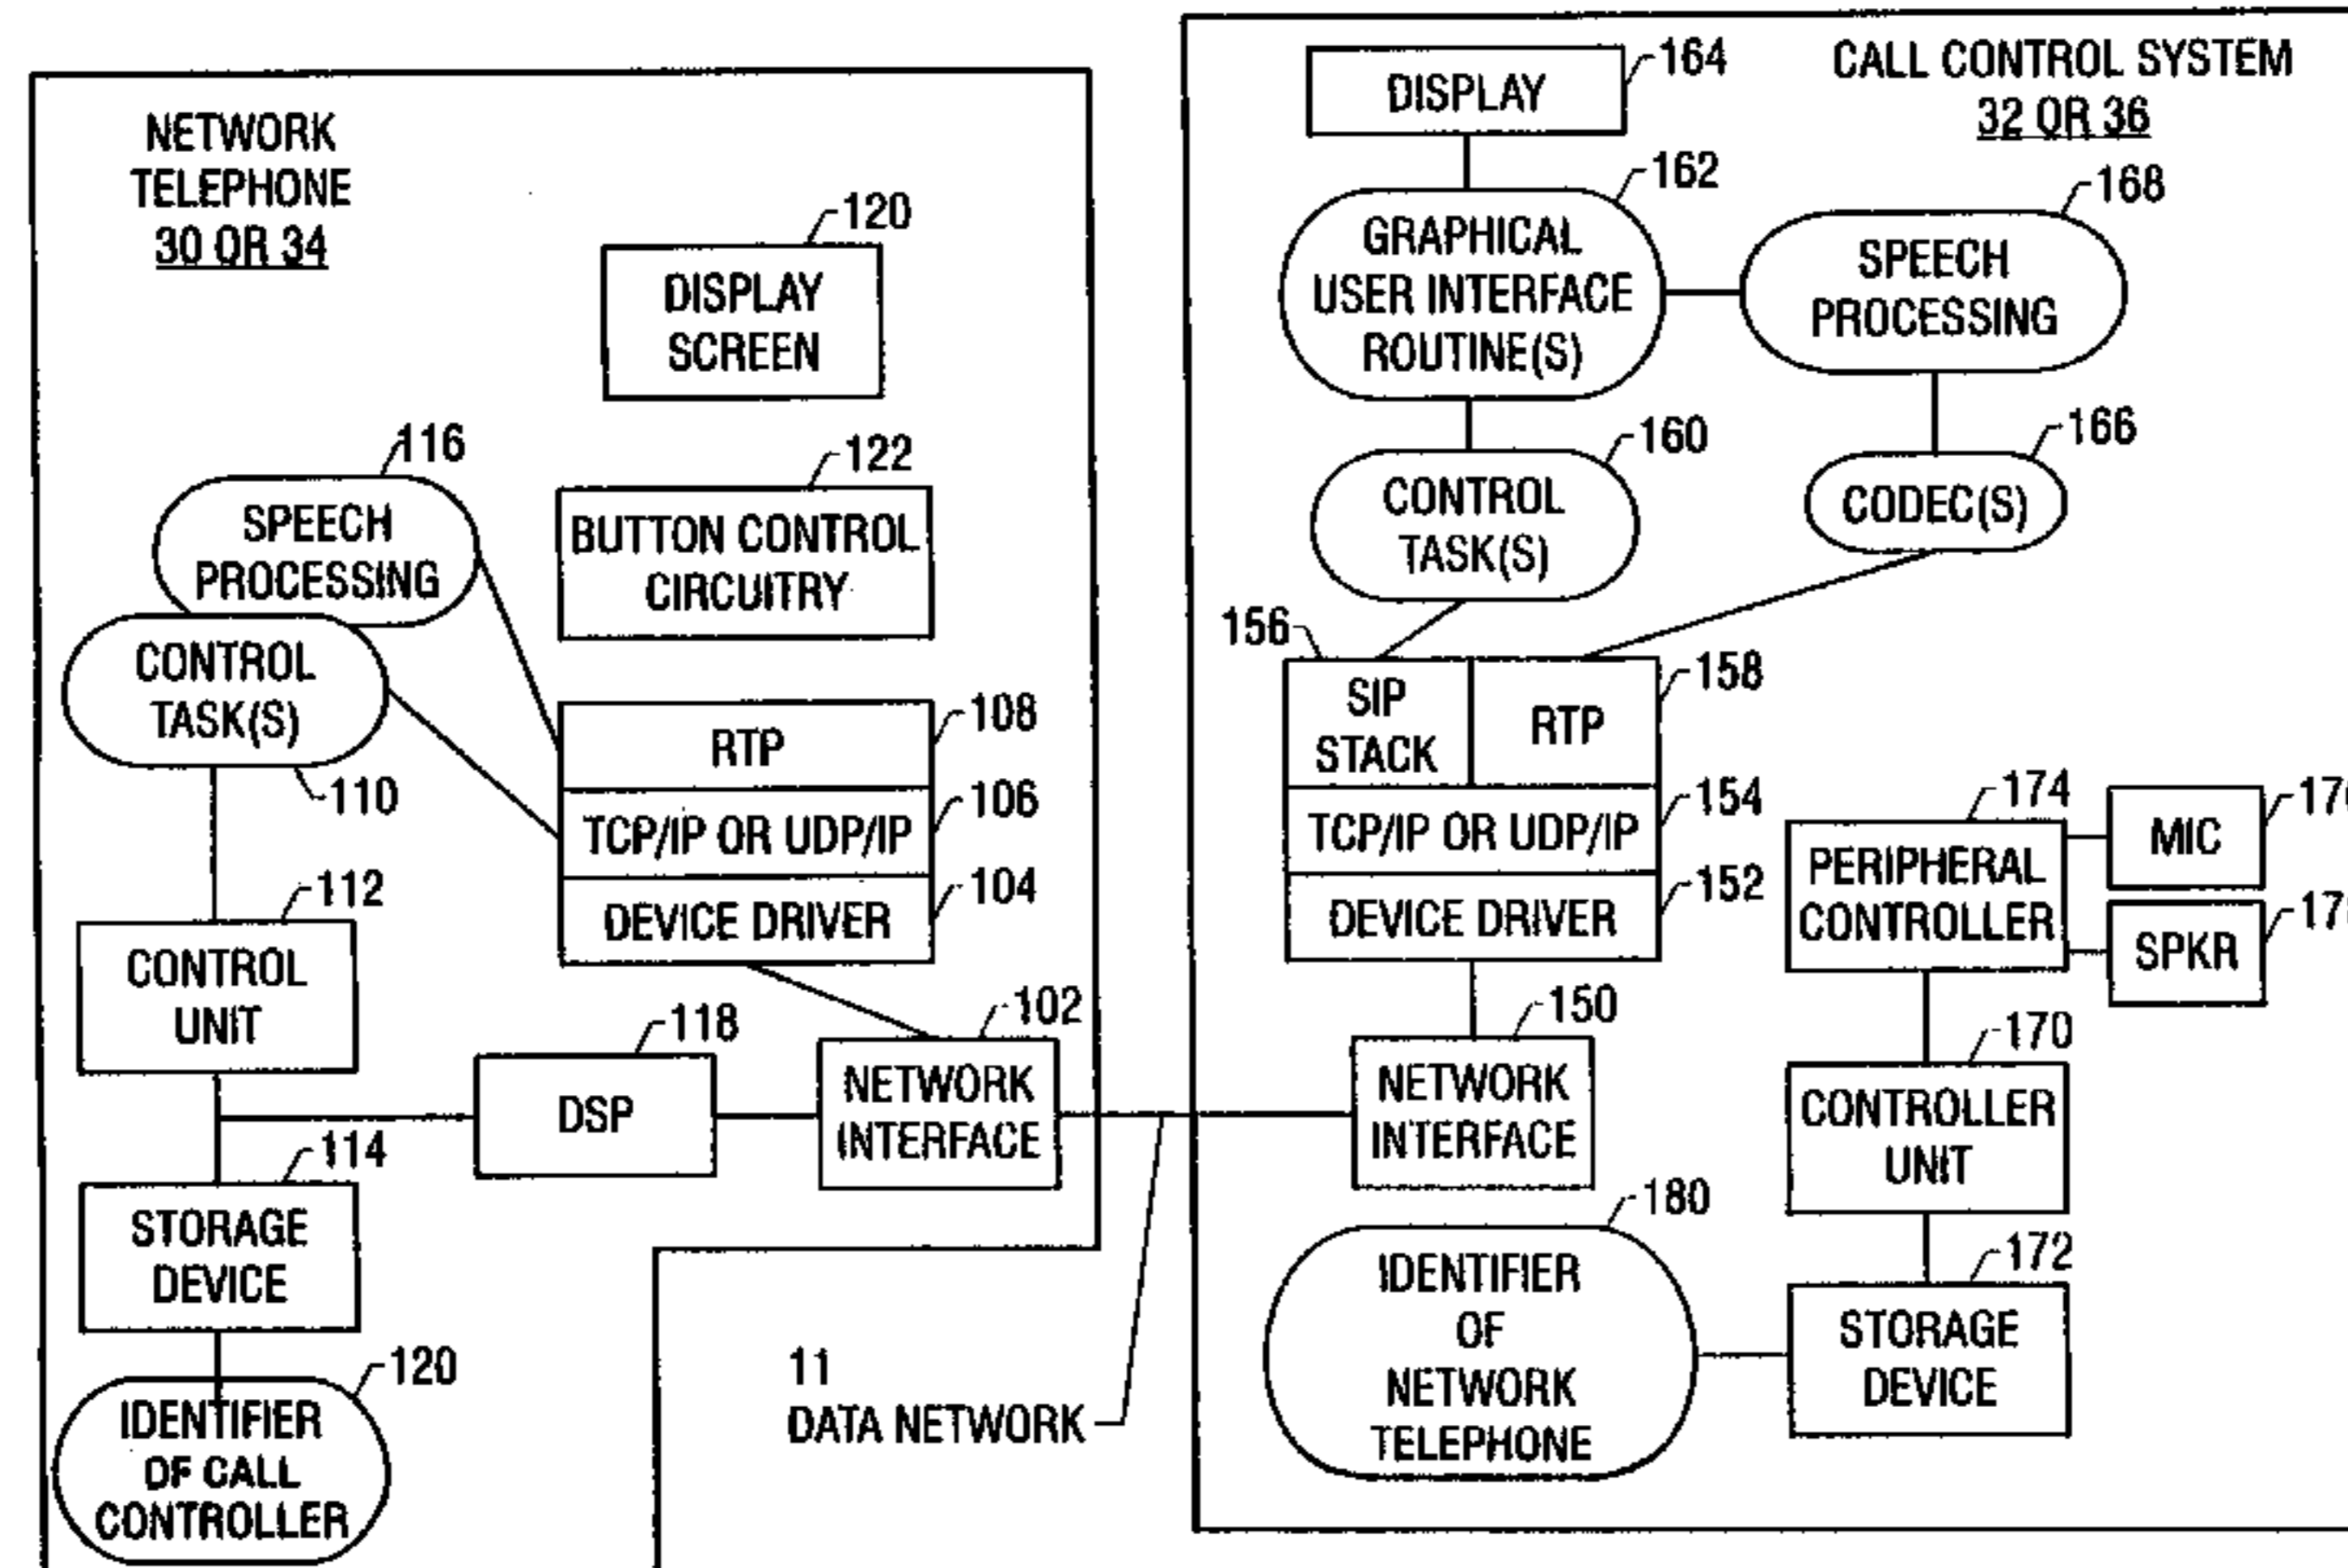 NETWORK
TELEPHONE
30 OR 34
120
DISPLAY
SCREEN
116
SPEECH
PROCESSING
122
BUTTON CONTROL
CIRCUITRY
CONTROL
TASK(S)
110
RTP
108
TCP/IP OR UDP/IP
106
DEVICE DRIVER
104
112
CONTROL
UNIT
118
DSP
102
NETWORK
INTERFACE
114
STORAGE
DEVICE
120
IDENTIFIER
OF CALL
CONTROLLER
11
DATA NETWORK
CALL CONTROL SYSTEM
32 OR 36
DISPLAY
164
162
GRAPHICAL
USER INTERFACE
ROUTINE(S)
168
SPEECH
PROCESSING
160
CONTROL
TASK(S)
166
CODEC(S)
156
SIP
STACK
RTP
158
TCP/IP OR UDP/IP
154
DEVICE DRIVER
152
174
PERIPHERAL
CONTROLLER
MIC
SPKR
150
NETWORK
INTERFACE
170
CONTROLLER
UNIT
180
IDENTIFIER
OF
NETWORK
TELEPHONE
172
STORAGE
DEVICE